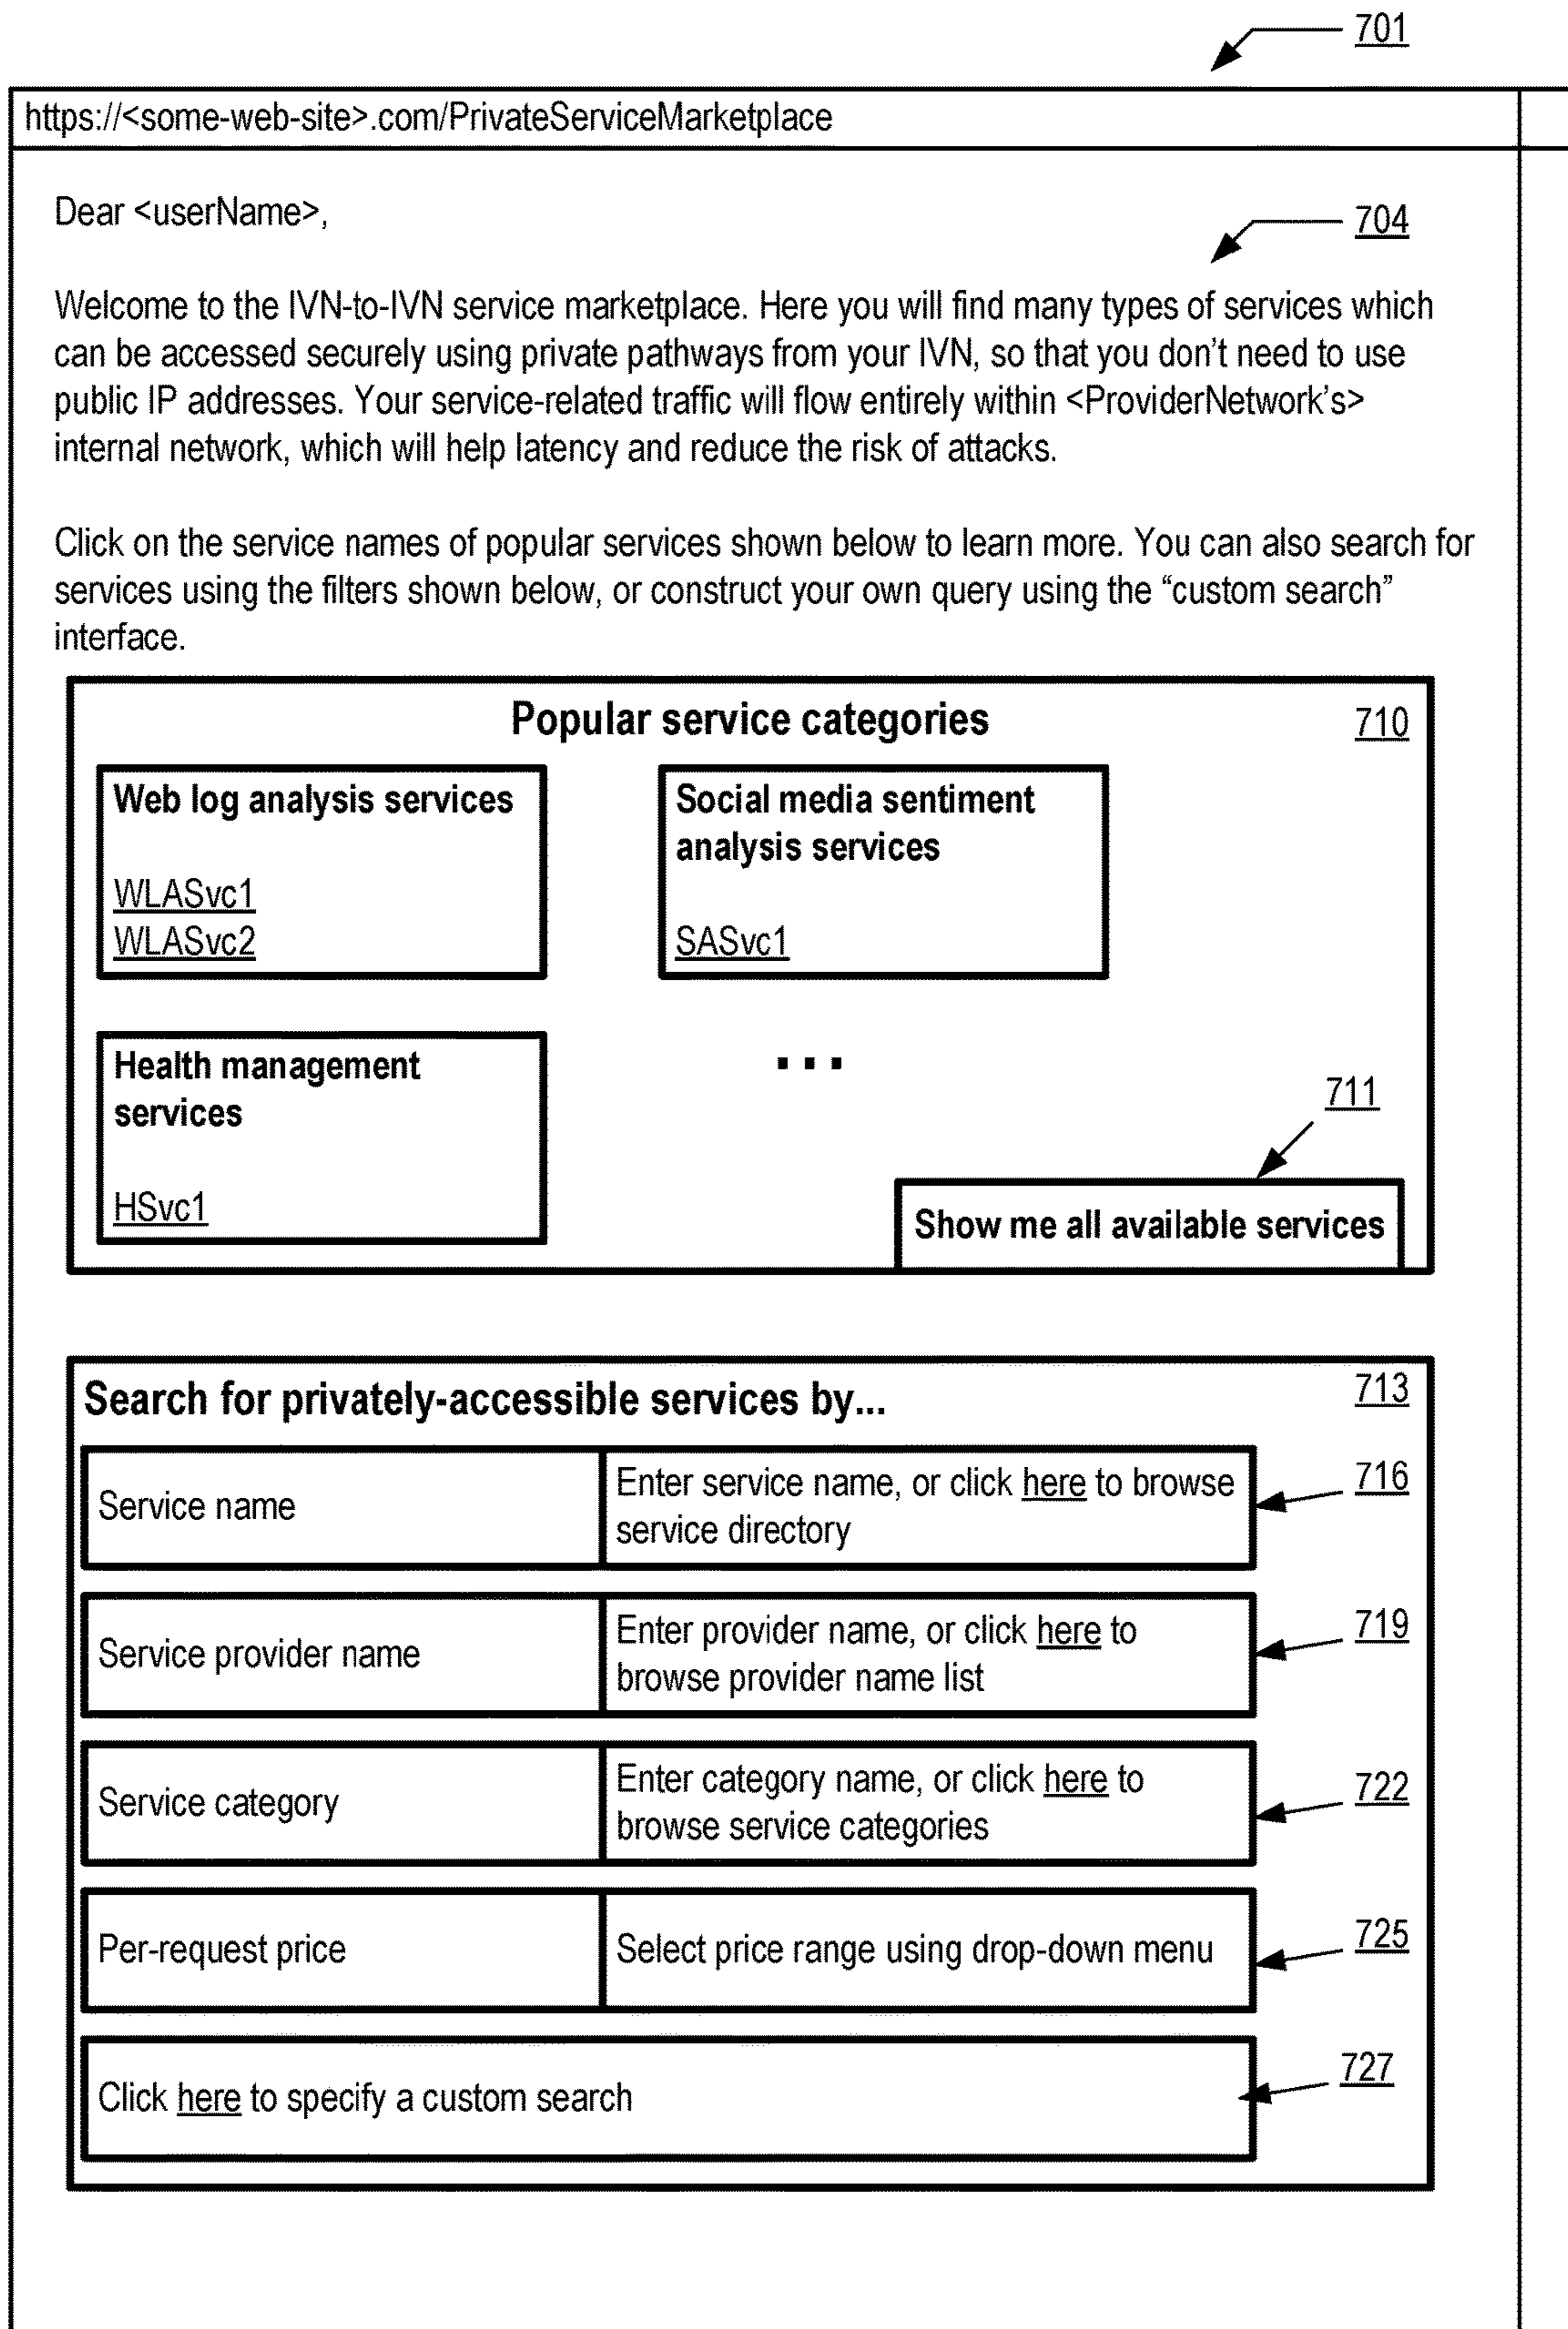 701
https://<some-web-site>.com/PrivateServiceMarketplace
Dear <userName>,
704
Welcome to the IVN-to-IVN service marketplace. Here you will find many types of services which
can be accessed securely using private pathways from your IVN, so that you don't need to use
public IP addresses. Your service-related traffic will flow entirely within <ProviderNetwork's>
internal network, which will help latency and reduce the risk of attacks.
Click on the service names of popular services shown below to learn more. You can also search for
services using the filters shown below, or construct your own query using the “custom search”
interface.
Popular service categories
710
Web log analysis services
WLASvc1
WLASvc2
Social media sentiment
analysis services
SASvc1
Health management
services
HSvc1
...
711
Show me all available services
Search for privately-accessible services by...
713
Service name
Enter service name, or click here to browse
service directory
716
Service provider name
Enter provider name, or click here to
browse provider name list
719
Service category
Enter category name, or click here to
browse service categories
722
Per-request price
Select price range using drop-down menu
725
Click here to specify a custom search
727